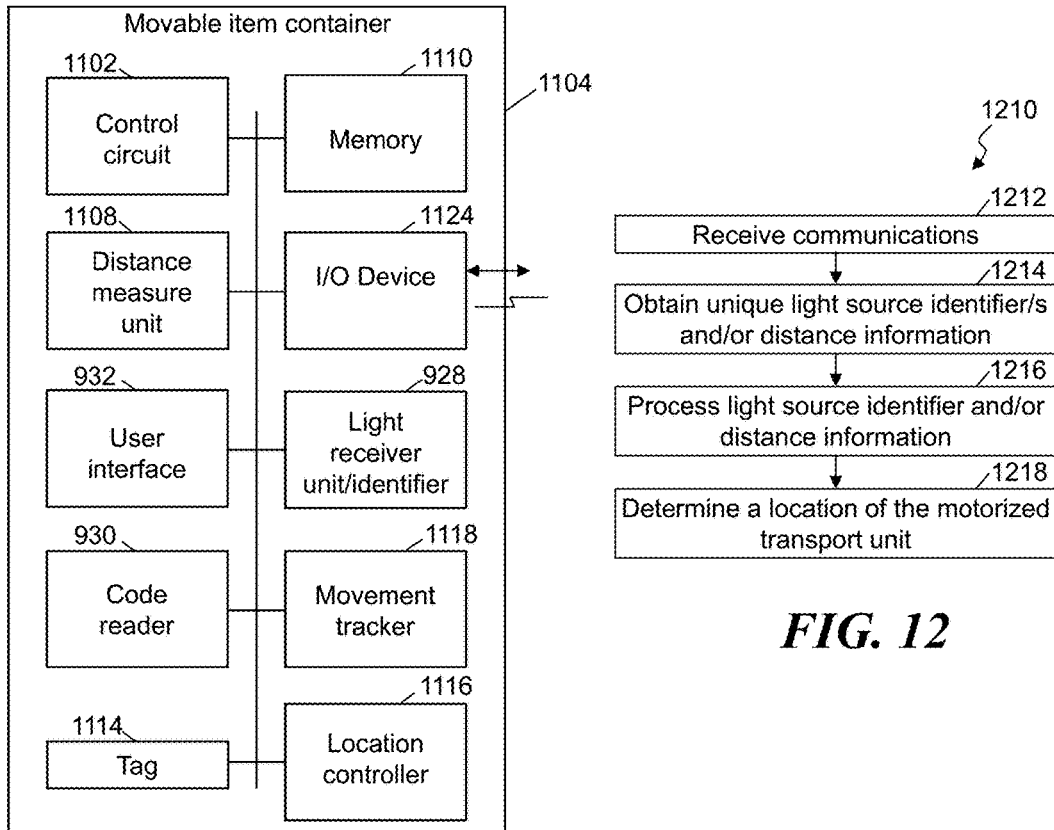 Movable item container
1102
Control
circuit
1110
Memory
1104
1108
Distance
measure
unit
1124
I/O Device
932
User
interface
928
Light
receiver
unit/identifier
930
Code
reader
1118
Movement
tracker
1114
Tag
1116
Location
controller
1210
1212
Receive communications
1214
Obtain unique light source identifier/s
and/or distance information
1216
Process light source identifier and/or
distance information
1218
Determine a location of the motorized
transport unit
FIG. 12